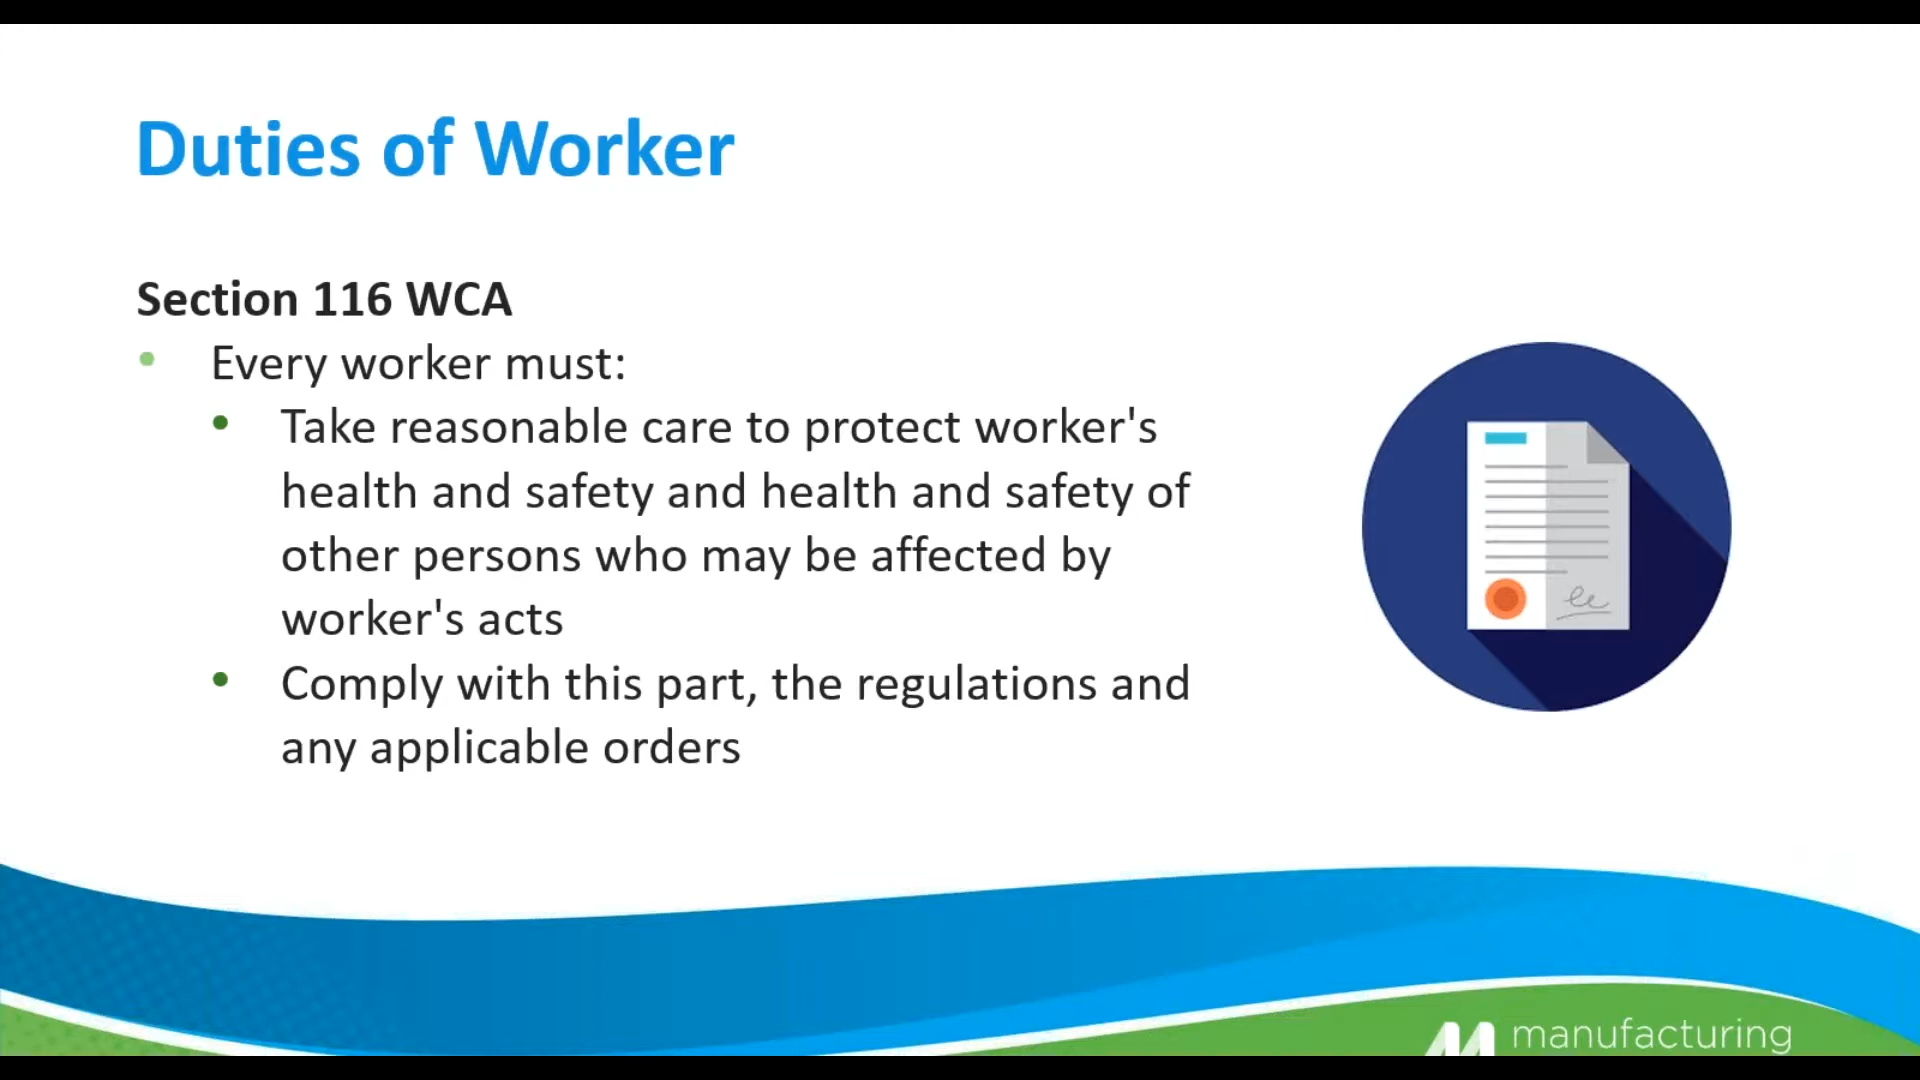 Duties of Worker
Section 116 WCA
• Every worker must:
• Take reasonable care to protect worker's
health and safety and health and safety of
other persons who may be affected by
worker's acts
• Comply with this part, the regulations and
any applicable orders
manufacturing